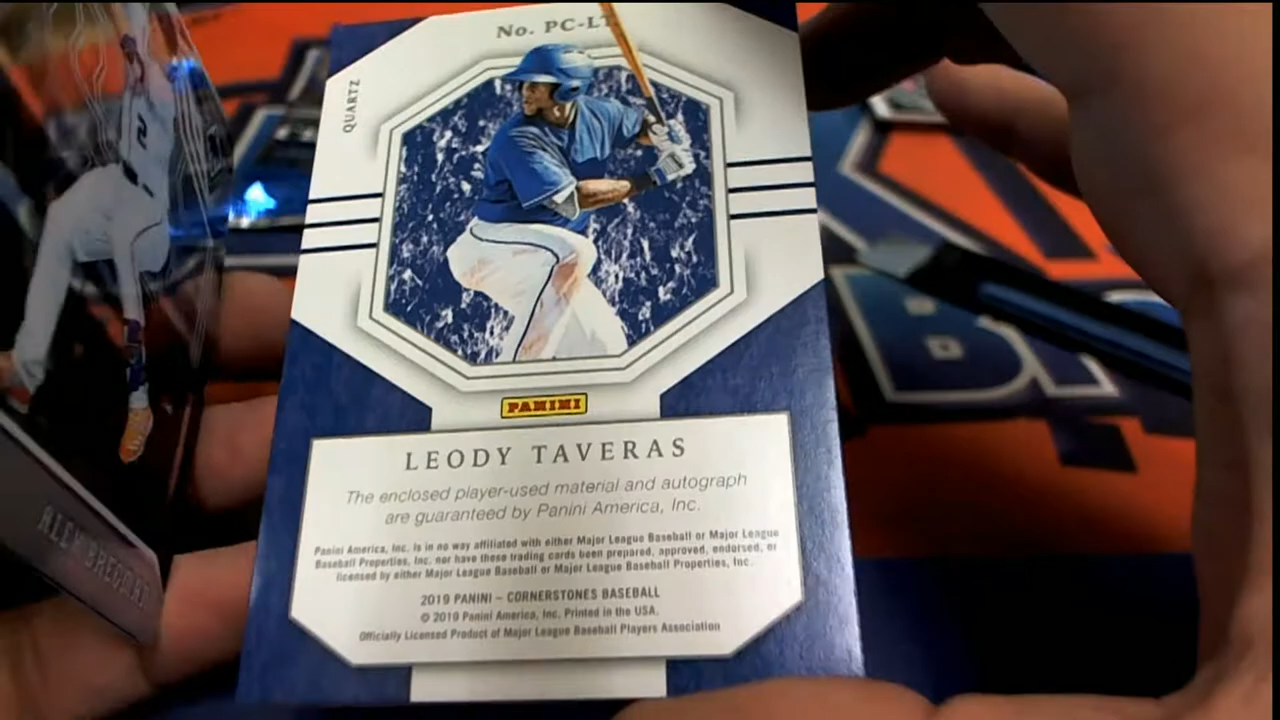 No. PC-LT
QUARTZ
PANINI
LEODY TAVERAS
The enclosed player-used material and autograph
are guaranteed by Panini America, Inc.
Panini America, Inc. is in no way affiliated with either Major League Baseball or Major League
Baseball Properties, Inc. nor have these trading cards been prepared, approved, endorsed, or
licensed by either Major League Baseball or Major League Baseball Properties, Inc.
2019 PANINI – CORNERSTONES BASEBALL
© 2019 Panini America, Inc. Printed in the USA.
Officially Licensed Product of Major League Baseball Players Association
ALEX BREGMAN
2